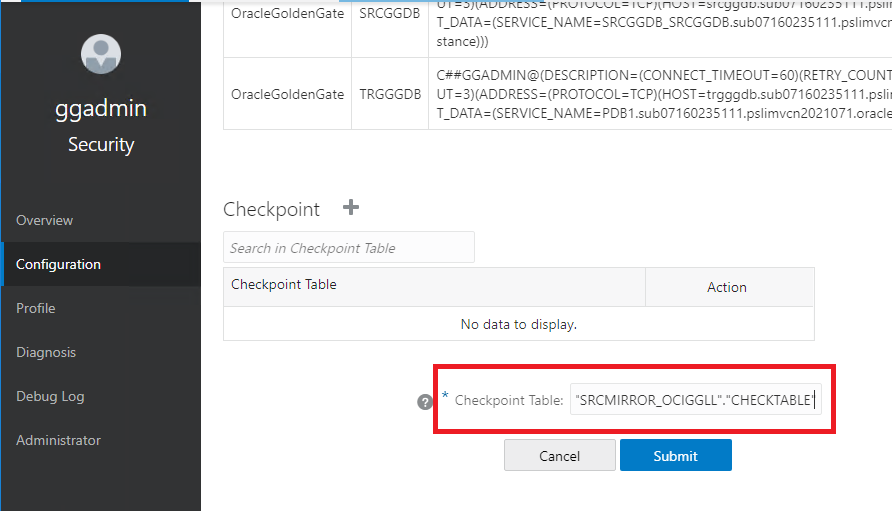 UT=3)(ADDRESS=(PROTOCOL=TCP)(HOST=srcggdb.sub07160235111.pslimvcn
OracleGoldenGate SRCGGDB T_DATA=(SERVICE_NAME=SRCGGDB_SRCGGDB.sub07160235111.pslimvcn
stance)))
C##GGADMIN@(DESCRIPTION=(CONNECT_TIMEOUT=60)(RETRY_COUNT
OracleGoldenGate TRGGGDB UT=3)(ADDRESS=(PROTOCOL=TCP)(HOST=trgggdb.sub07160235111.pslim
T_DATA=(SERVICE_NAME=PDB1.sub07160235111.pslimvcn2021071.oracle
ggadmin
Security
Overview
Configuration
Profile
Diagnosis
Debug Log
Administrator
Checkpoint +
Search in Checkpoint Table
Checkpoint Table Action
No data to display.
? * Checkpoint Table: "SRCMIRROR_OCIGGLL"."CHECKTABLE"
Cancel Submit